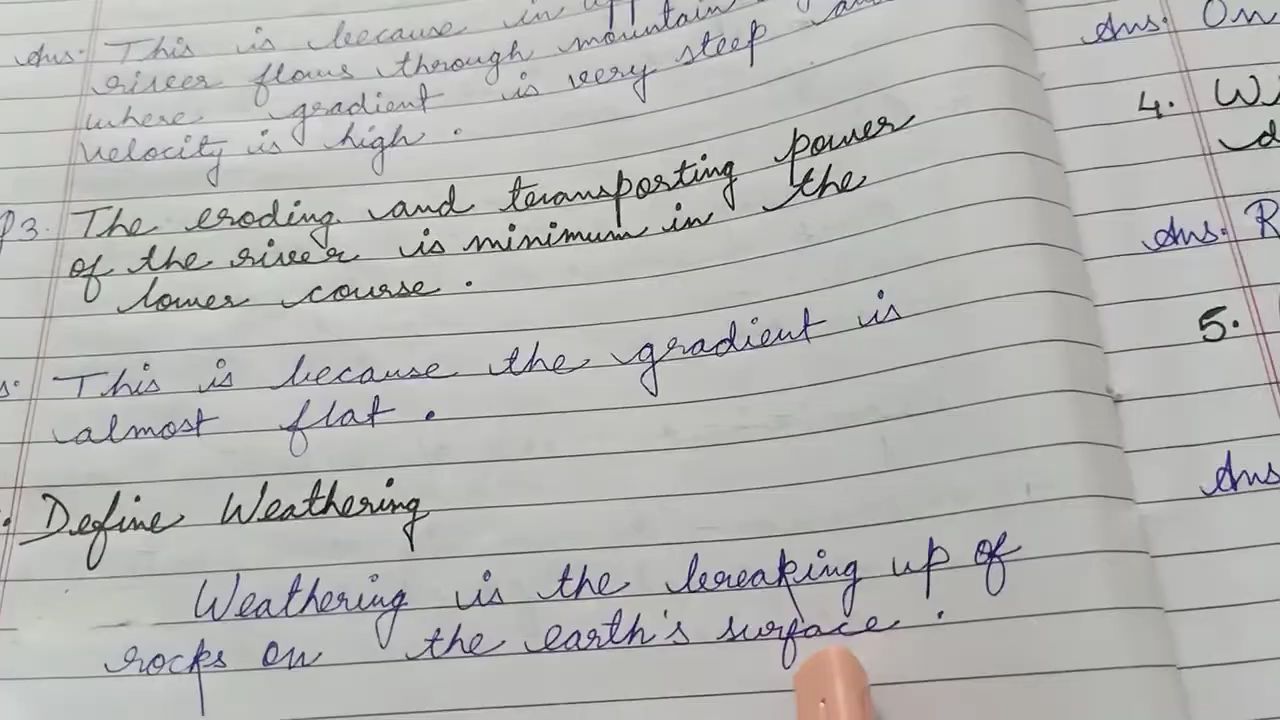 Ans: This is because in
river flows through mountain
where gradient is very steep and
velocity is high.
3. The eroding and transporting power
of the river is minimum in the
lower course.
This is because the gradient is
almost flat.
Define Weathering
Weathering is the breaking up of
rocks on the earth's surface.
Ans: On
4.
Ans. R
5.
Ans